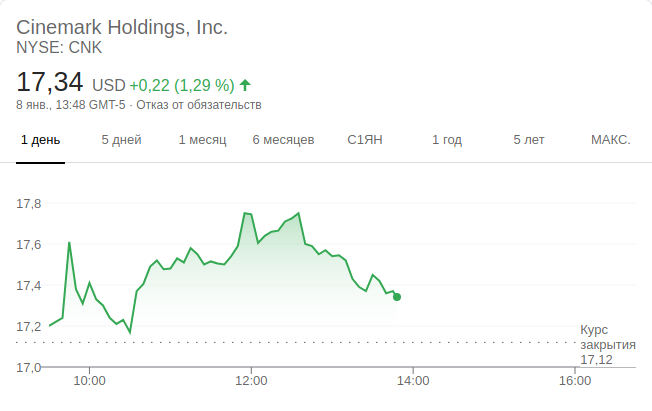 Cinemark Holdings, Inc.
NYSE: CNK
17,34 USD +0,22 (1,29 %)
8 янв., 13:48 GMT-5 · Отказ от обязательств
1 день 5 дней 1 месяц 6 месяцев С1ЯН 1 год 5 лет МАКС.
17,8
17,6
17,4
17,2
Курс
закрытия
17,12
17,0
10:00 12:00 14:00 16:00